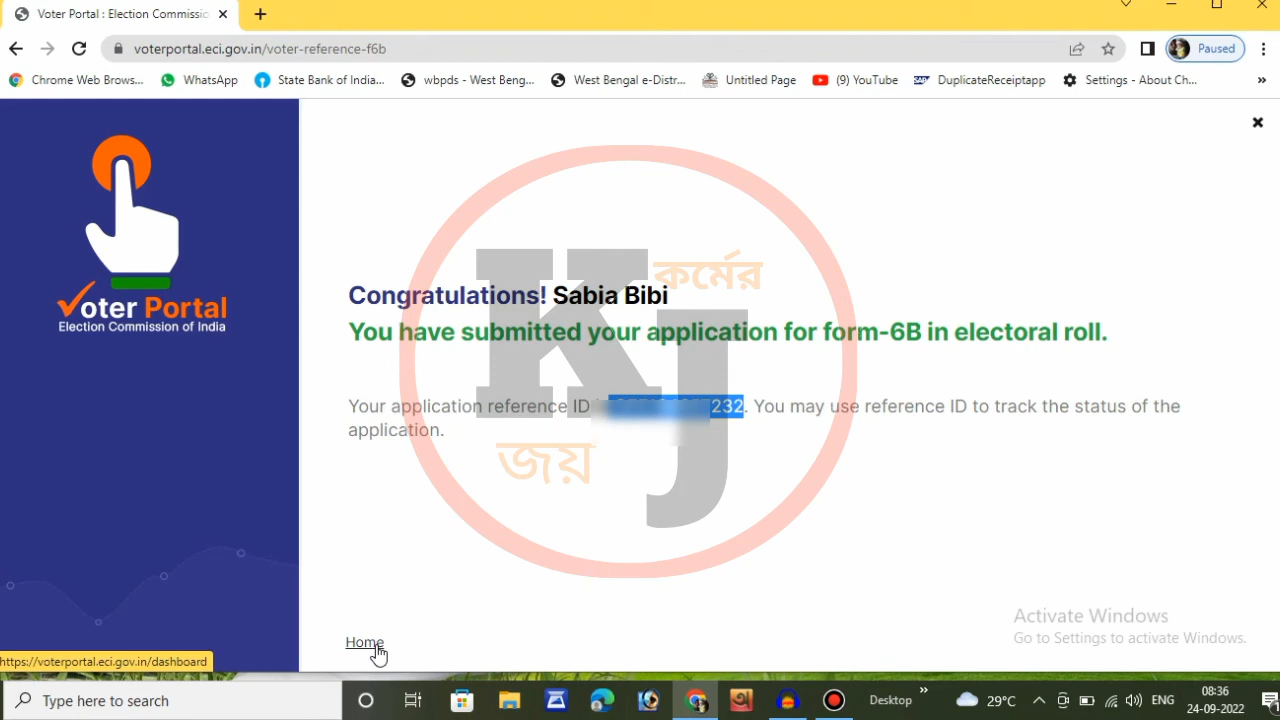 Voter Portal : Election Commissio
voterportal.eci.gov.in/voter-reference-f6b
Paused
Chrome Web Brows...
WhatsApp
State Bank of India...
wbpds - West Beng...
West Bengal e-Distr...
Untitled Page
(9) YouTube
DuplicateReceiptapp
Settings - About Ch...
»
Voter Portal
Election Commission of India
K
কর্মের
J
জয়
Congratulations! Sabia Bibi
You have submitted your application for form-6B in electoral roll.
Your application reference ID 232. You may use reference ID to track the status of the
application.
Activate Windows
Go to Settings to activate Windows.
Home
https://voterportal.eci.gov.in/dashboard
Type here to search
Desktop
»
29°C
ENG
08:36
24-09-2022